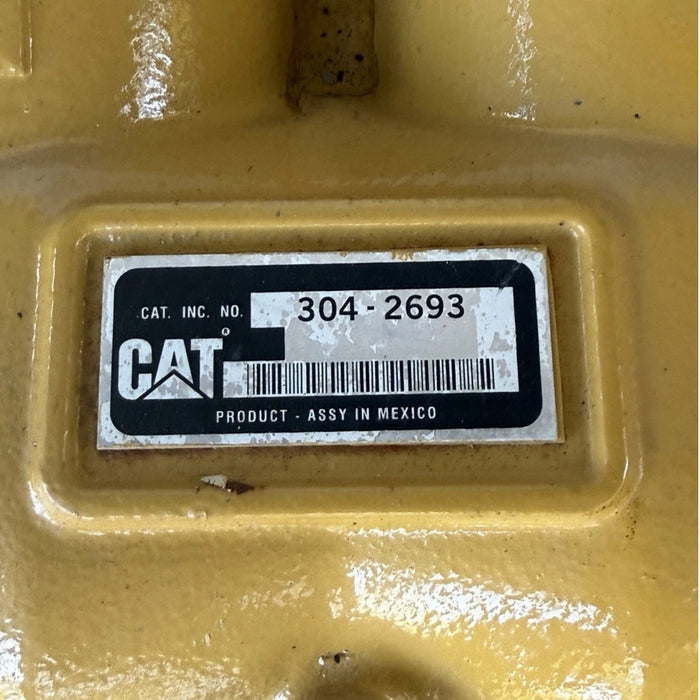 CAT. INC. NO. 304-2693
CAT®
PRODUCT - ASSY IN MEXICO